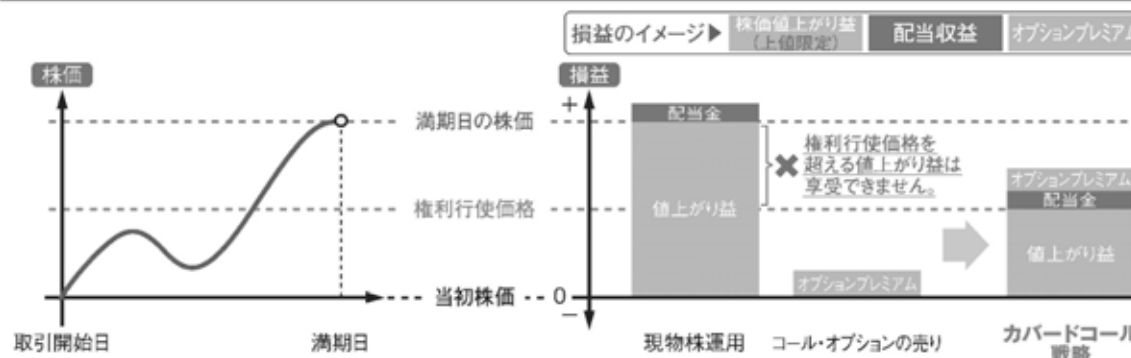 損益のイメージ▶
株価値上がり益
(上値限定)
配当収益
オプションプレミアム
株価
損益
+
満期日の株価
配当金
権利行使価格を
超える値上がり益は
享受できません。
オプションプレミアム
配当金
権利行使価格
値上がり益
値上がり益
オプションプレミアム
当初株価
0
−
取引開始日
満期日
現物株運用
コール・オプションの売り
カバードコール
戦略